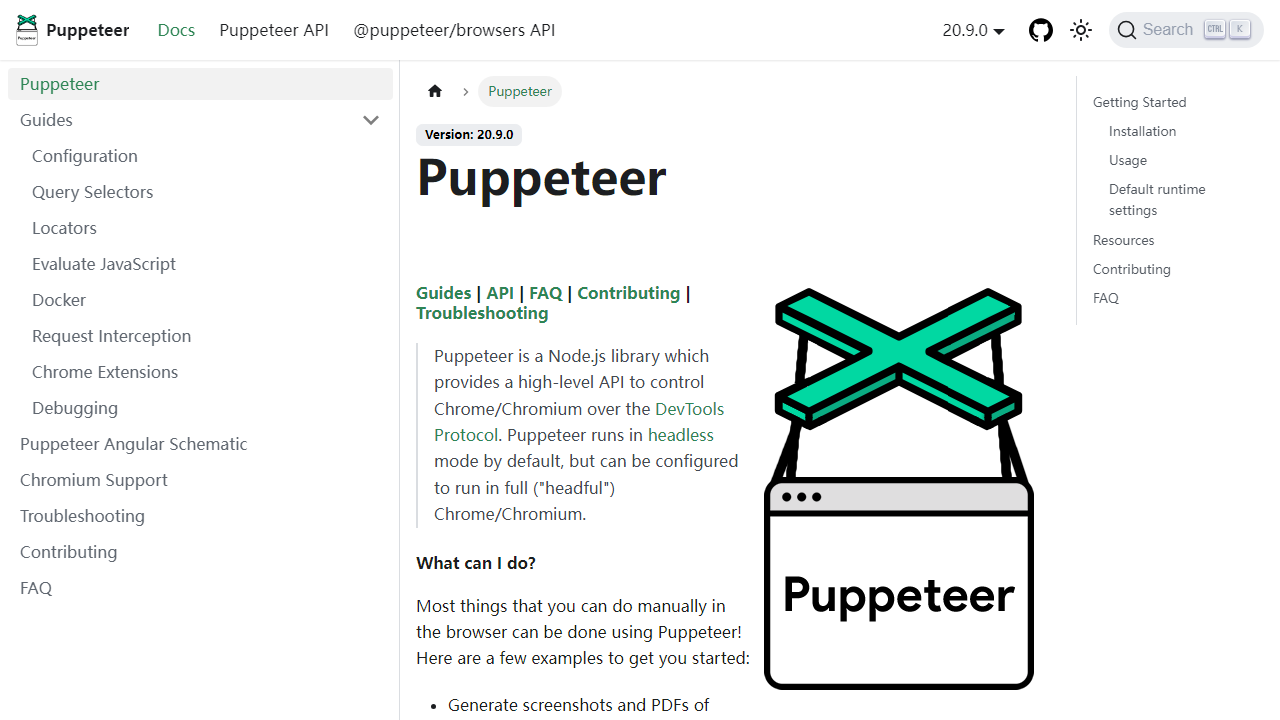 Puppeteer
Puppeteer
Docs
Puppeteer API
@puppeteer/browsers API
20.9.0
Search
CTRL
K
Puppeteer
Guides
Configuration
Query Selectors
Locators
Evaluate JavaScript
Docker
Request Interception
Chrome Extensions
Debugging
Puppeteer Angular Schematic
Chromium Support
Troubleshooting
Contributing
FAQ
Puppeteer
Version: 20.9.0
Puppeteer
Guides | API | FAQ | Contributing |
Troubleshooting
Puppeteer is a Node.js library which
provides a high-level API to control
Chrome/Chromium over the DevTools
Protocol. Puppeteer runs in headless
mode by default, but can be configured
to run in full ("headful")
Chrome/Chromium.
What can I do?
Most things that you can do manually in
the browser can be done using Puppeteer!
Here are a few examples to get you started:
• Generate screenshots and PDFs of
Puppeteer
Getting Started
Installation
Usage
Default runtime
settings
Resources
Contributing
FAQ